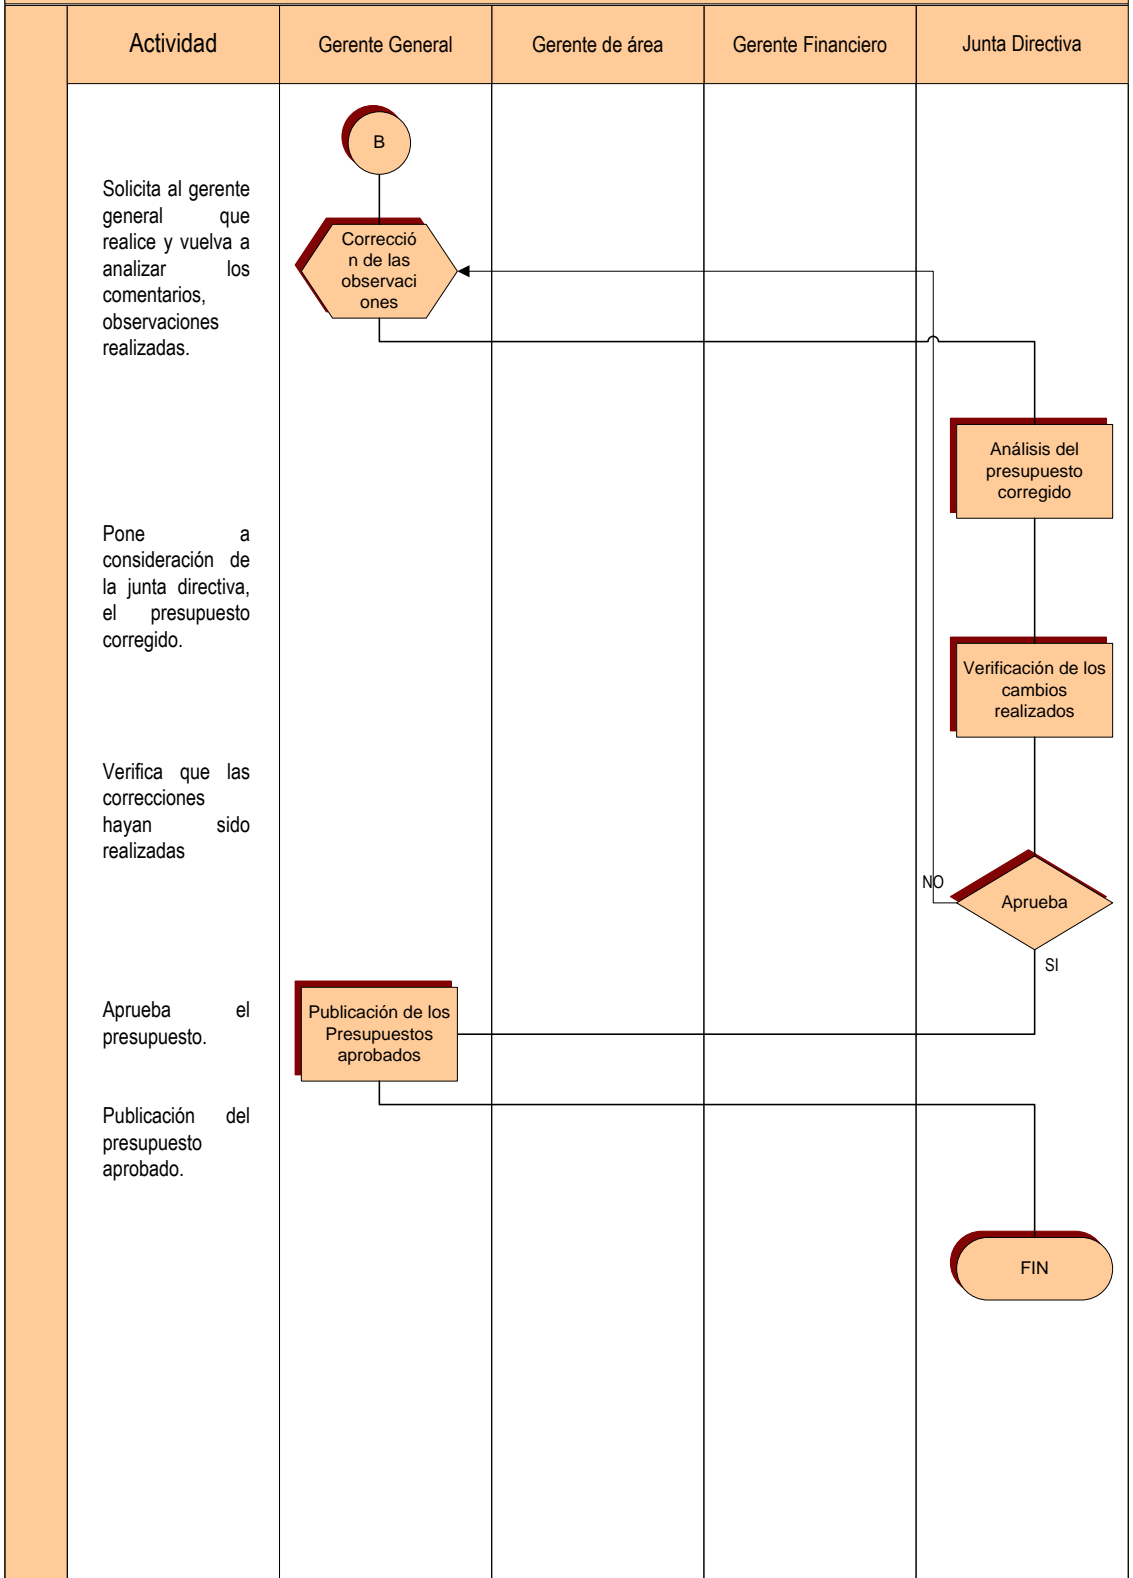 Actividad
Gerente General
Gerente de área
Gerente Financiero
Junta Directiva
B
Solicita al gerente
general que
realice y vuelva a
analizar los
comentarios,
observaciones
realizadas.
Correcció
n de las
observaci
ones
Análisis del
presupuesto
corregido
Pone a
consideración de
la junta directiva,
el presupuesto
corregido.
Verificación de los
cambios
realizados
Verifica que las
correcciones
hayan sido
realizadas
NO
Aprueba
SI
Aprueba el
presupuesto.
Publicación de los
Presupuestos
aprobados
Publicación del
presupuesto
aprobado.
FIN